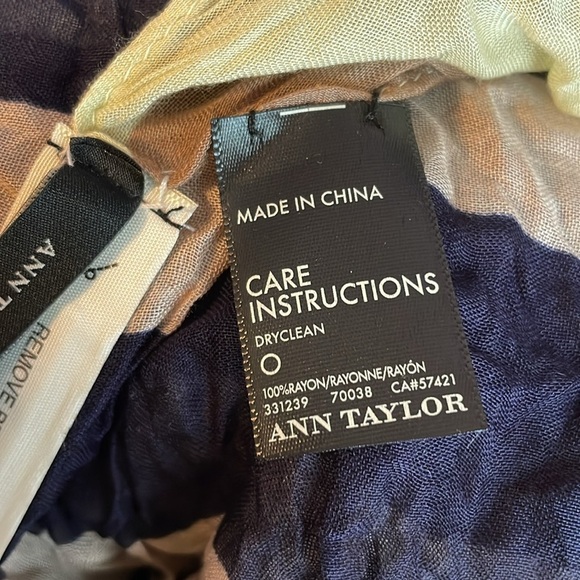 MADE IN CHINA
CARE
INSTRUCTIONS
DRYCLEAN
100%RAYON/RAYONNE/RAYÓN
331239 70038 CA#57421
ANN TAYLOR
ANN T
REMOVE